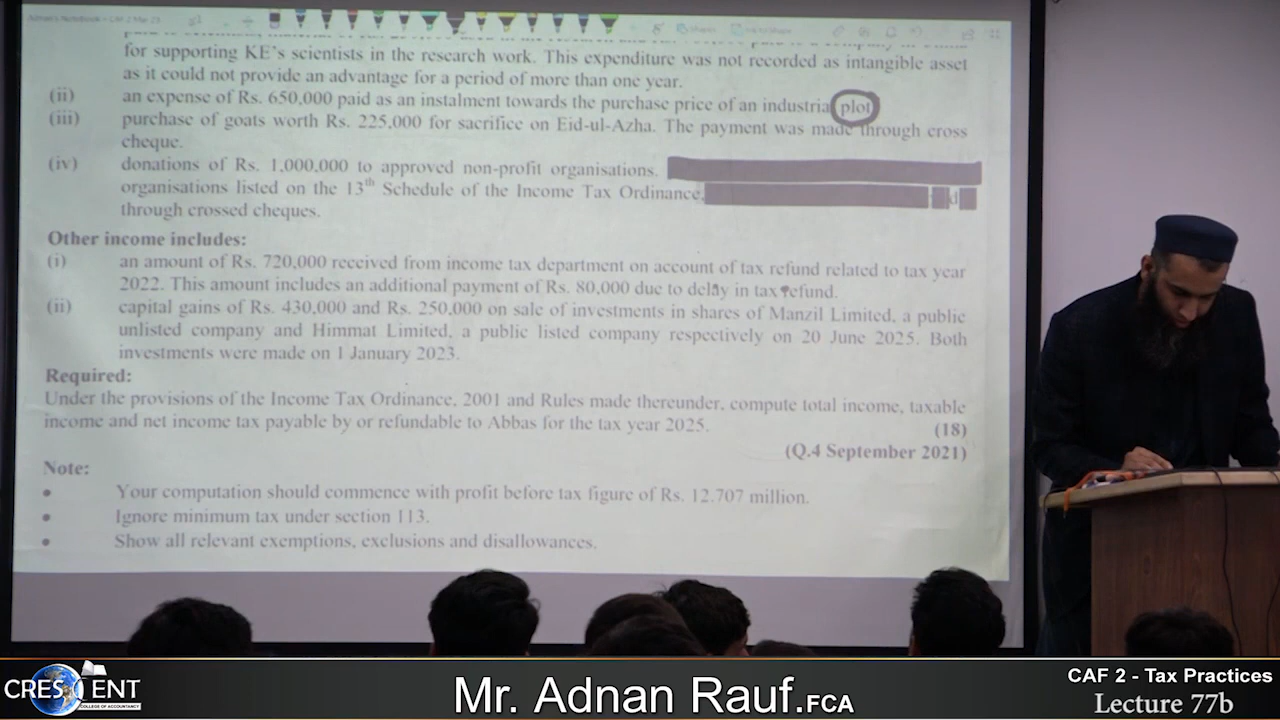 for supporting KE's scientists in the research work. This expenditure was not recorded as intangible asset
as it could not provide an advantage for a period of more than one year.
(ii) an expense of Rs. 650,000 paid as an instalment towards the purchase price of an industria plot
(iii) purchase of goats worth Rs. 225,000 for sacrifice on Eid-ul-Azha. The payment was made through cross
cheque.
(iv) donations of Rs. 1,000,000 to approved non-profit organisations.
organisations listed on the 13th Schedule of the Income Tax Ordinance,
through crossed cheques.
Other income includes:
(i) an amount of Rs. 720,000 received from income tax department on account of tax refund related to tax year
2022. This amount includes an additional payment of Rs. 80,000 due to delay in tax refund.
(ii) capital gains of Rs. 430,000 and Rs. 250,000 on sale of investments in shares of Manzil Limited, a public
unlisted company and Himmat Limited, a public listed company respectively on 20 June 2025. Both
investments were made on 1 January 2023.
Required:
Under the provisions of the Income Tax Ordinance, 2001 and Rules made thereunder, compute total income, taxable
income and net income tax payable by or refundable to Abbas for the tax year 2025. (18)
(Q.4 September 2021)
Note:
• Your computation should commence with profit before tax figure of Rs. 12.707 million.
• Ignore minimum tax under section 113.
• Show all relevant exemptions, exclusions and disallowances.
CRESCENT
COLLEGE OF ACCOUNTANCY
Mr. Adnan Rauf.FCA
CAF 2 - Tax Practices
Lecture 77b